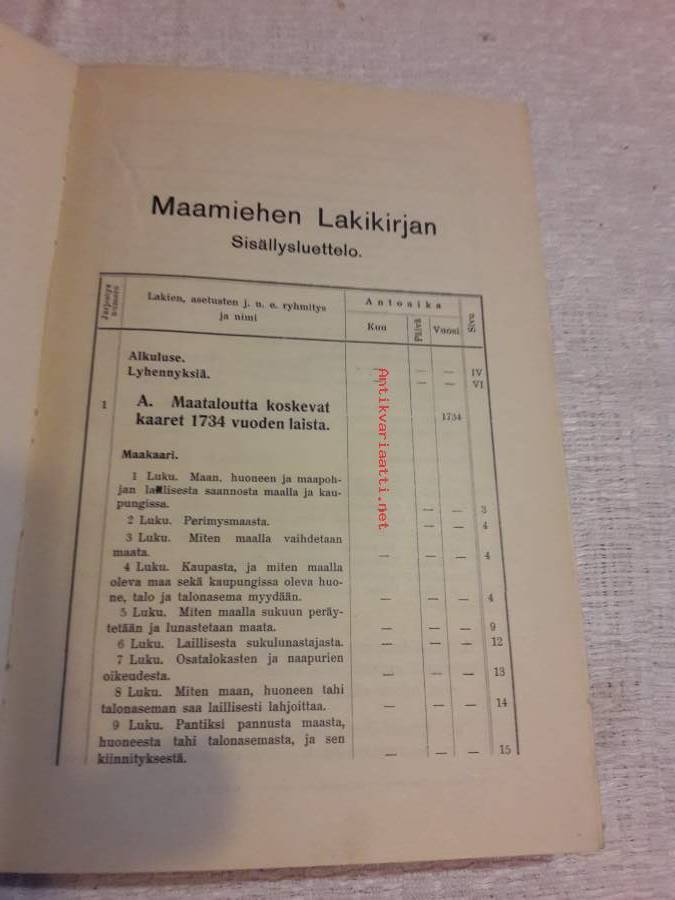 Maamiehen Lakikirjan
Sisällysluettelo.
Järjestys numero
Lakien, asetusten j. n. e. ryhmitys ja nimi
Antoaika
Kuu
Päivä
Vuosi
Sivu
Alkuluse. — — IV
Lyhennyksiä. — — VI
1 A. Maataloutta koskevat
kaaret 1734 vuoden laista. 1734
Maakaari.
1 Luku. Maan, huoneen ja maapoh-
jan laillisesta saannosta maalla ja kau-
pungissa. — — 3
2 Luku. Perimysmaasta. — — 4
3 Luku. Miten maalla vaihdetaan
maata. — — — 4
4 Luku. Kaupasta, ja miten maalla
oleva maa sekä kaupungissa oleva huo-
ne, talo ja talonasema myydään. — — — 4
5 Luku. Miten maalla sukuun peräy-
tetään ja lunastetaan maata. — — — 9
6 Luku. Laillisesta sukulunastajasta. — — — 12
7 Luku. Osatalokasten ja naapurien
oikeudesta. — — — 13
8 Luku. Miten maan, huoneen tahi
talonaseman saa laillisesti lahjoittaa. — — — 14
9 Luku. Pantiksi pannusta maasta,
huoneesta tahi talonasemasta, ja sen
kiinnityksestä. — — — 15
Antikvariaatti.net